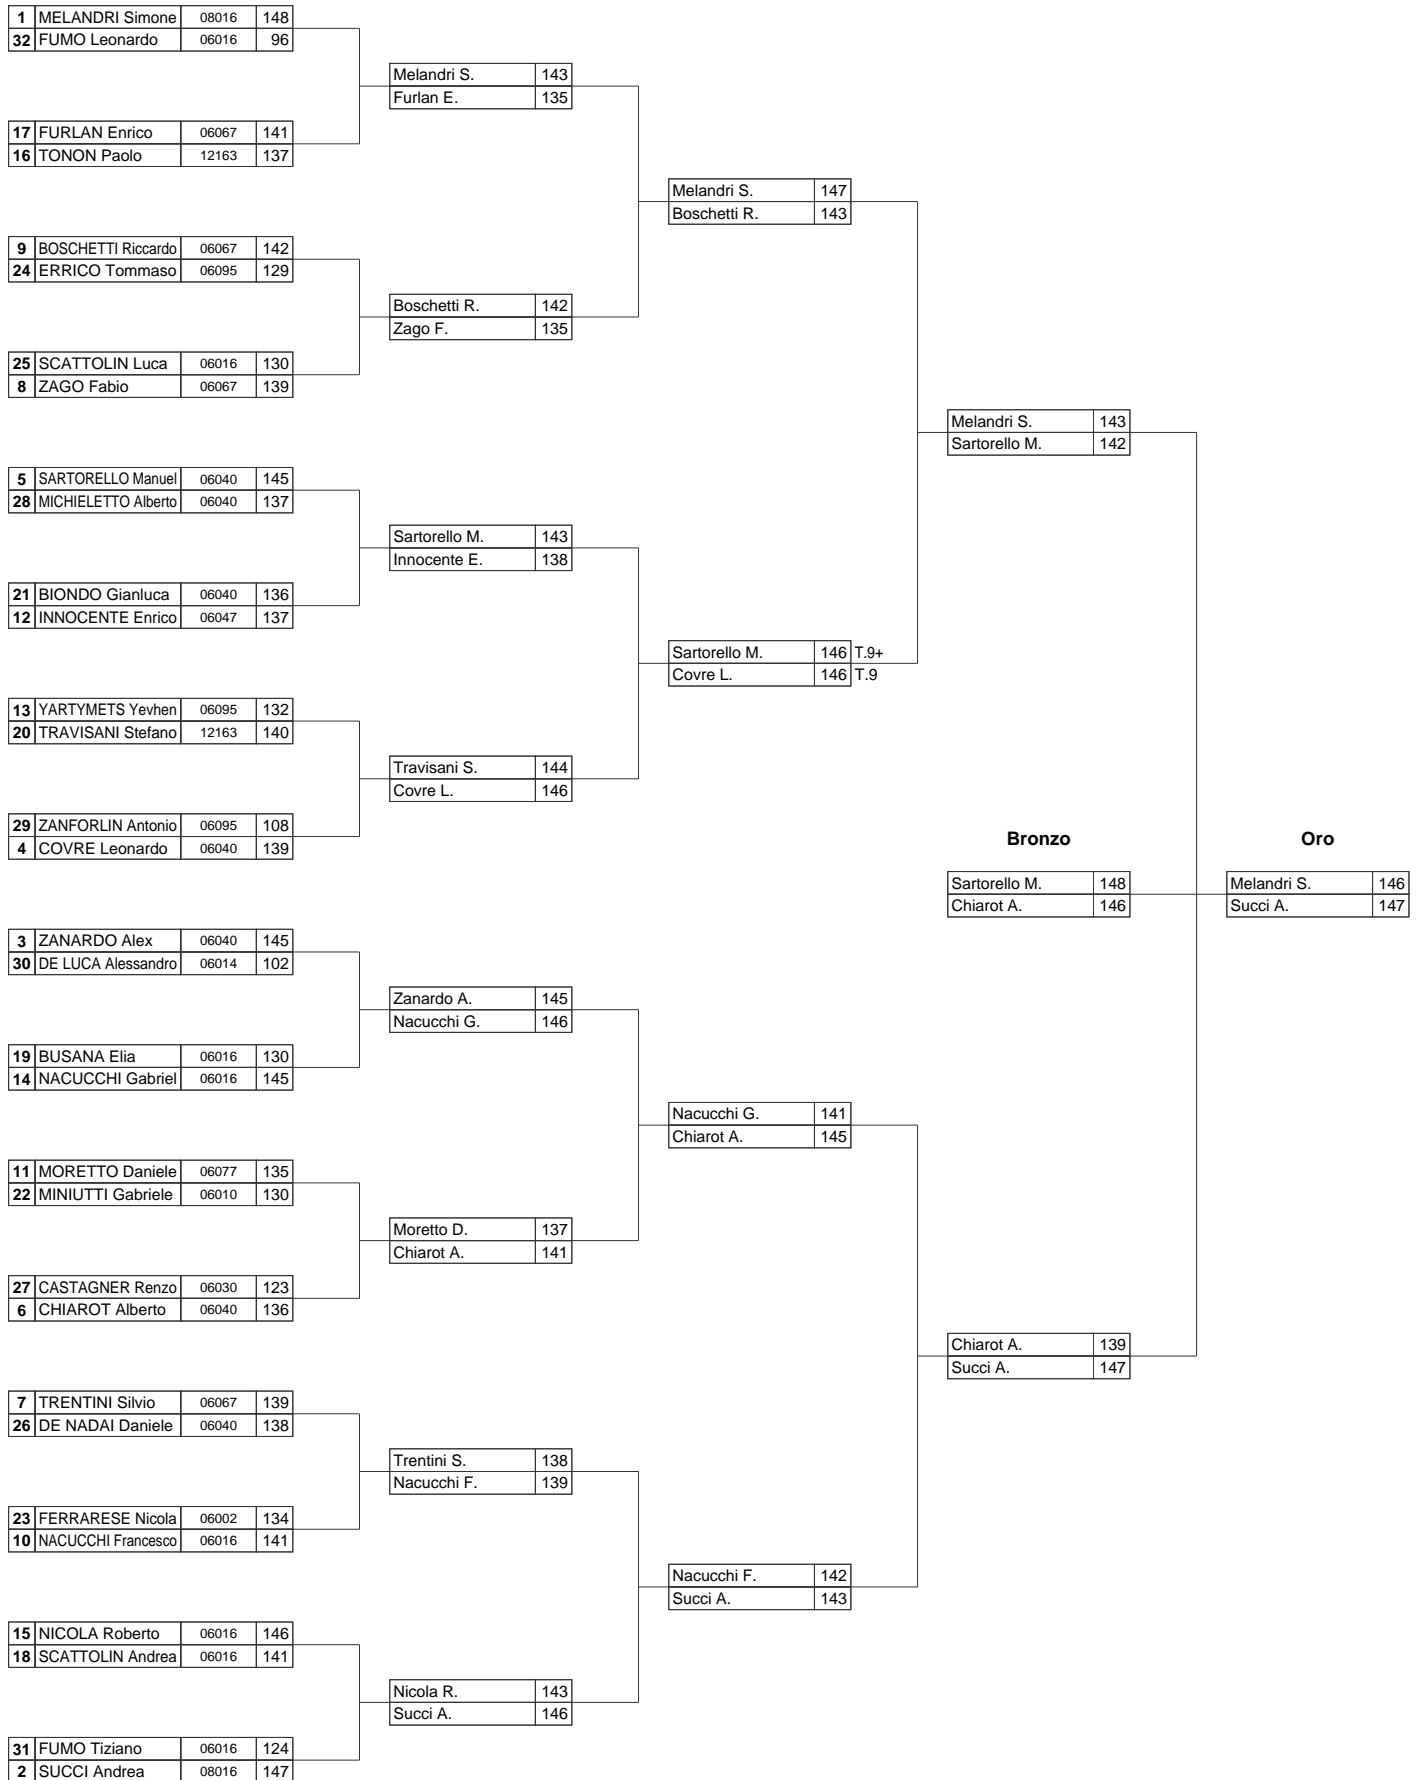 1 MELANDRI Simone 08016 148
32 FUMO Leonardo 06016 96
Melandri S. 143
Furlan E. 135
17 FURLAN Enrico 06067 141
16 TONON Paolo 12163 137
Melandri S. 147
Boschetti R. 143
9 BOSCHETTI Riccardo 06067 142
24 ERRICO Tommaso 06095 129
Boschetti R. 142
Zago F. 135
25 SCATTOLIN Luca 06016 130
8 ZAGO Fabio 06067 139
Melandri S. 143
Sartorello M. 142
5 SARTORELLO Manuel 06040 145
28 MICHIELETTO Alberto 06040 137
Sartorello M. 143
Innocente E. 138
21 BIONDO Gianluca 06040 136
12 INNOCENTE Enrico 06047 137
Sartorello M. 146 T.9+
Covre L. 146 T.9
13 YARTYMETS Yevhen 06095 132
20 TRAVISANI Stefano 12163 140
Travisani S. 144
Covre L. 146
29 ZANFORLIN Antonio 06095 108
4 COVRE Leonardo 06040 139
Bronzo Oro
Sartorello M. 148 Melandri S. 146
Chiarot A. 146 Succi A. 147
3 ZANARDO Alex 06040 145
30 DE LUCA Alessandro 06014 102
Zanardo A. 145
Nacucchi G. 146
19 BUSANA Elia 06016 130
14 NACUCCHI Gabriel 06016 145
Nacucchi G. 141
Chiarot A. 145
11 MORETTO Daniele 06077 135
22 MINIUTTI Gabriele 06010 130
Moretto D. 137
Chiarot A. 141
27 CASTAGNER Renzo 06030 123
6 CHIAROT Alberto 06040 136
Chiarot A. 139
Succi A. 147
7 TRENTINI Silvio 06067 139
26 DE NADAI Daniele 06040 138
Trentini S. 138
Nacucchi F. 139
23 FERRARESE Nicola 06002 134
10 NACUCCHI Francesco 06016 141
Nacucchi F. 142
Succi A. 143
15 NICOLA Roberto 06016 146
18 SCATTOLIN Andrea 06016 141
Nicola R. 143
Succi A. 146
31 FUMO Tiziano 06016 124
2 SUCCI Andrea 08016 147